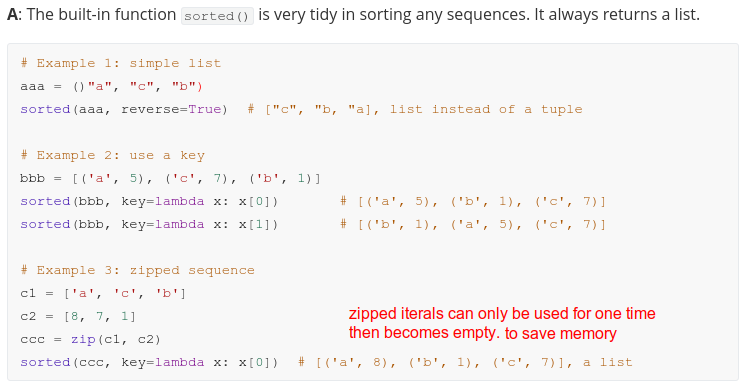 A: The built-in function sorted() is very tidy in sorting any sequences. It always returns a list.
# Example 1: simple list
aaa = ()"a", "c", "b")
sorted(aaa, reverse=True)  # ["c", "b, "a], list instead of a tuple
# Example 2: use a key
bbb = [('a', 5), ('c', 7), ('b', 1)]
sorted(bbb, key=lambda x: x[0])        # [('a', 5), ('b', 1), ('c', 7)]
sorted(bbb, key=lambda x: x[1])        # [('b', 1), ('a', 5), ('c', 7)]
# Example 3: zipped sequence
c1 = ['a', 'c', 'b']
c2 = [8, 7, 1]
zipped iterals can only be used for one time
then becomes empty. to save memory
ccc = zip(c1, c2)
sorted(ccc, key=lambda x: x[0])  # [('a', 8), ('b', 1), ('c', 7)], a list